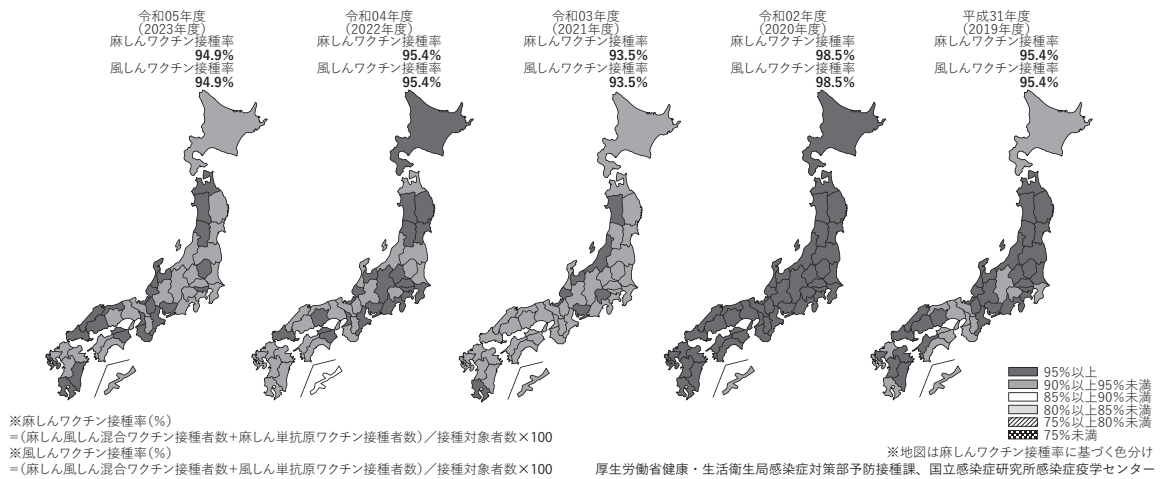 令和05年度
(2023年度)
麻しんワクチン接種率
94.9%
風しんワクチン接種率
94.9%
令和04年度
(2022年度)
麻しんワクチン接種率
95.4%
風しんワクチン接種率
95.4%
令和03年度
(2021年度)
麻しんワクチン接種率
93.5%
風しんワクチン接種率
93.5%
令和02年度
(2020年度)
麻しんワクチン接種率
98.5%
風しんワクチン接種率
98.5%
平成31年度
(2019年度)
麻しんワクチン接種率
95.4%
風しんワクチン接種率
95.4%
95%以上
90%以上95%未満
85%以上90%未満
80%以上85%未満
75%以上80%未満
75%未満
※麻しんワクチン接種率(%)
=(麻しん風しん混合ワクチン接種者数+麻しん単抗原ワクチン接種者数)/接種対象者数×100
※風しんワクチン接種率(%)
=(麻しん風しん混合ワクチン接種者数+風しん単抗原ワクチン接種者数)/接種対象者数×100
※地図は麻しんワクチン接種率に基づく色分け
厚生労働省健康・生活衛生局感染症対策部予防接種課、国立感染症研究所感染症疫学センター